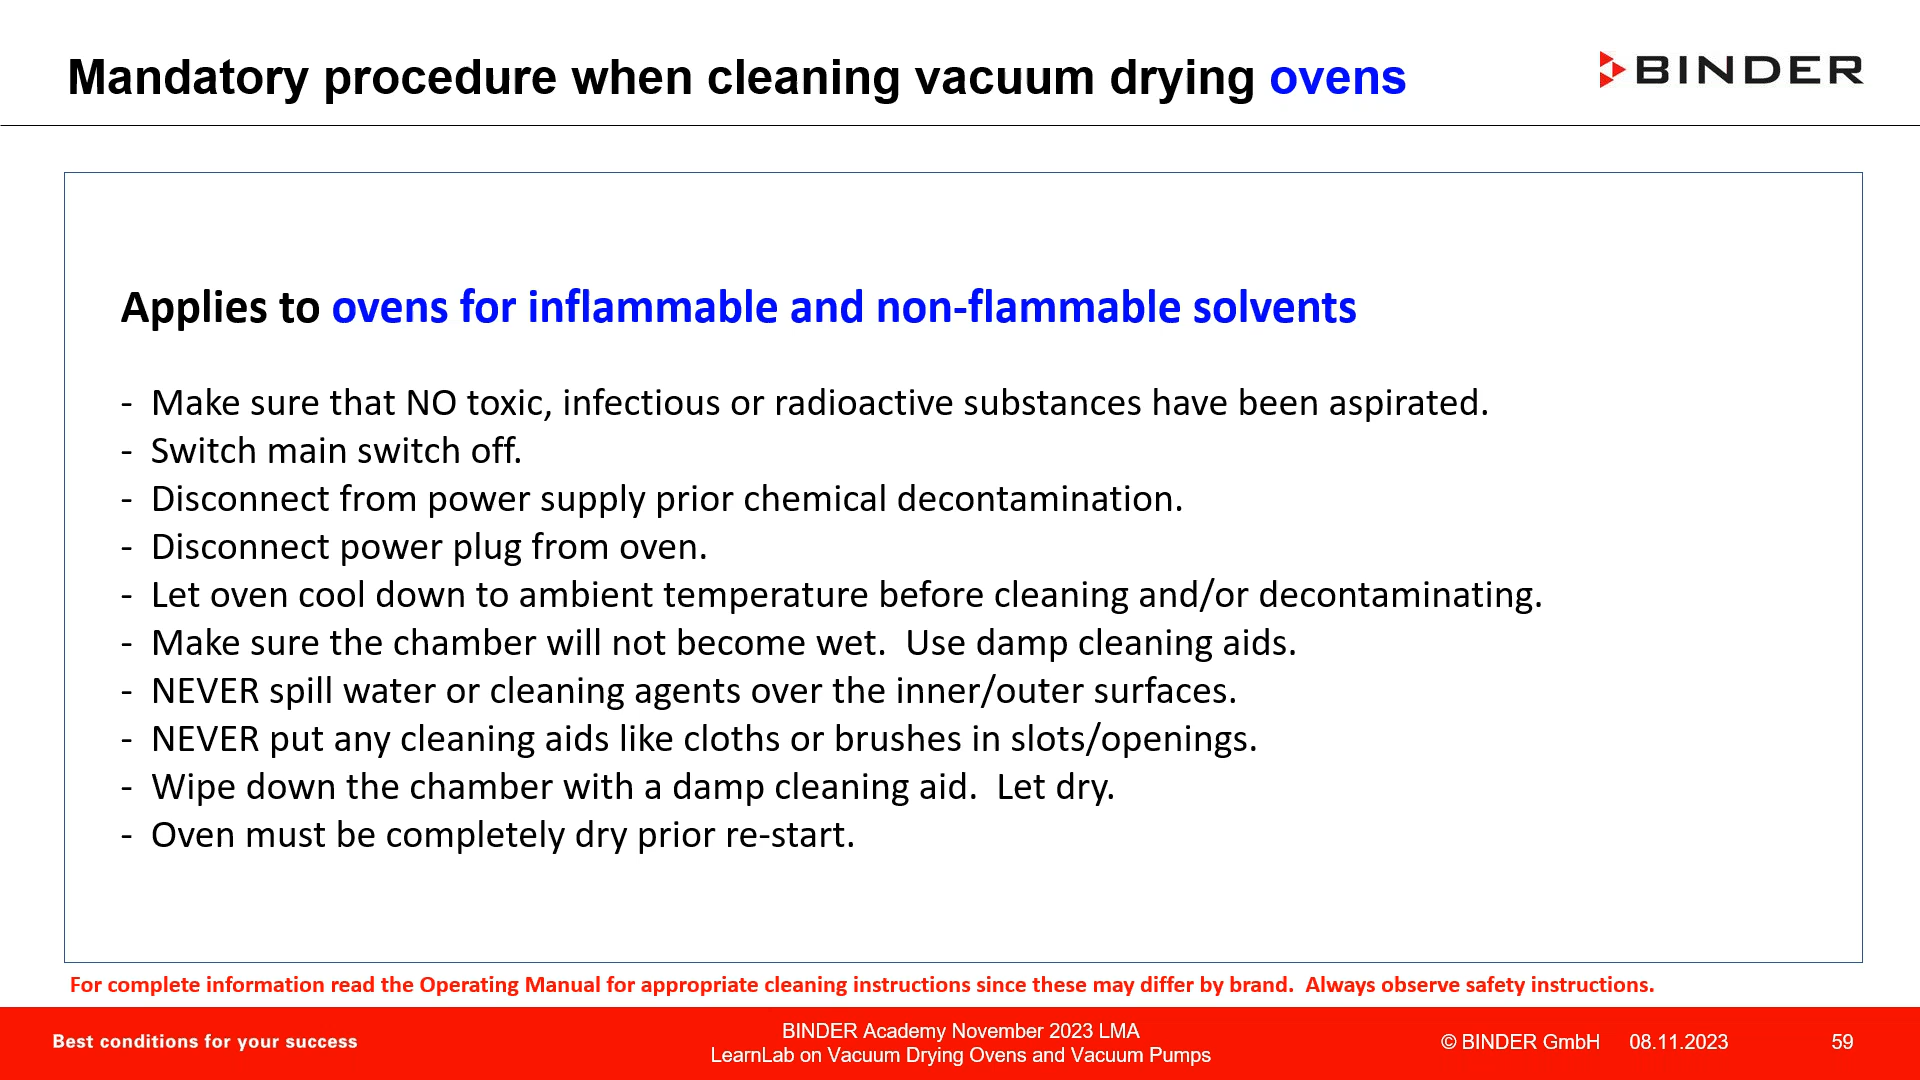 Mandatory procedure when cleaning vacuum drying ovens
BINDER
Applies to ovens for inflammable and non-flammable solvents
- Make sure that NO toxic, infectious or radioactive substances have been aspirated.
- Switch main switch off.
- Disconnect from power supply prior chemical decontamination.
- Disconnect power plug from oven.
- Let oven cool down to ambient temperature before cleaning and/or decontaminating.
- Make sure the chamber will not become wet.  Use damp cleaning aids.
- NEVER spill water or cleaning agents over the inner/outer surfaces.
- NEVER put any cleaning aids like cloths or brushes in slots/openings.
- Wipe down the chamber with a damp cleaning aid.  Let dry.
- Oven must be completely dry prior re-start.
For complete information read the Operating Manual for appropriate cleaning instructions since these may differ by brand.  Always observe safety instructions.
Best conditions for your success
BINDER Academy November 2023 LMA
LearnLab on Vacuum Drying Ovens and Vacuum Pumps
© BINDER GmbH 08.11.2023 59